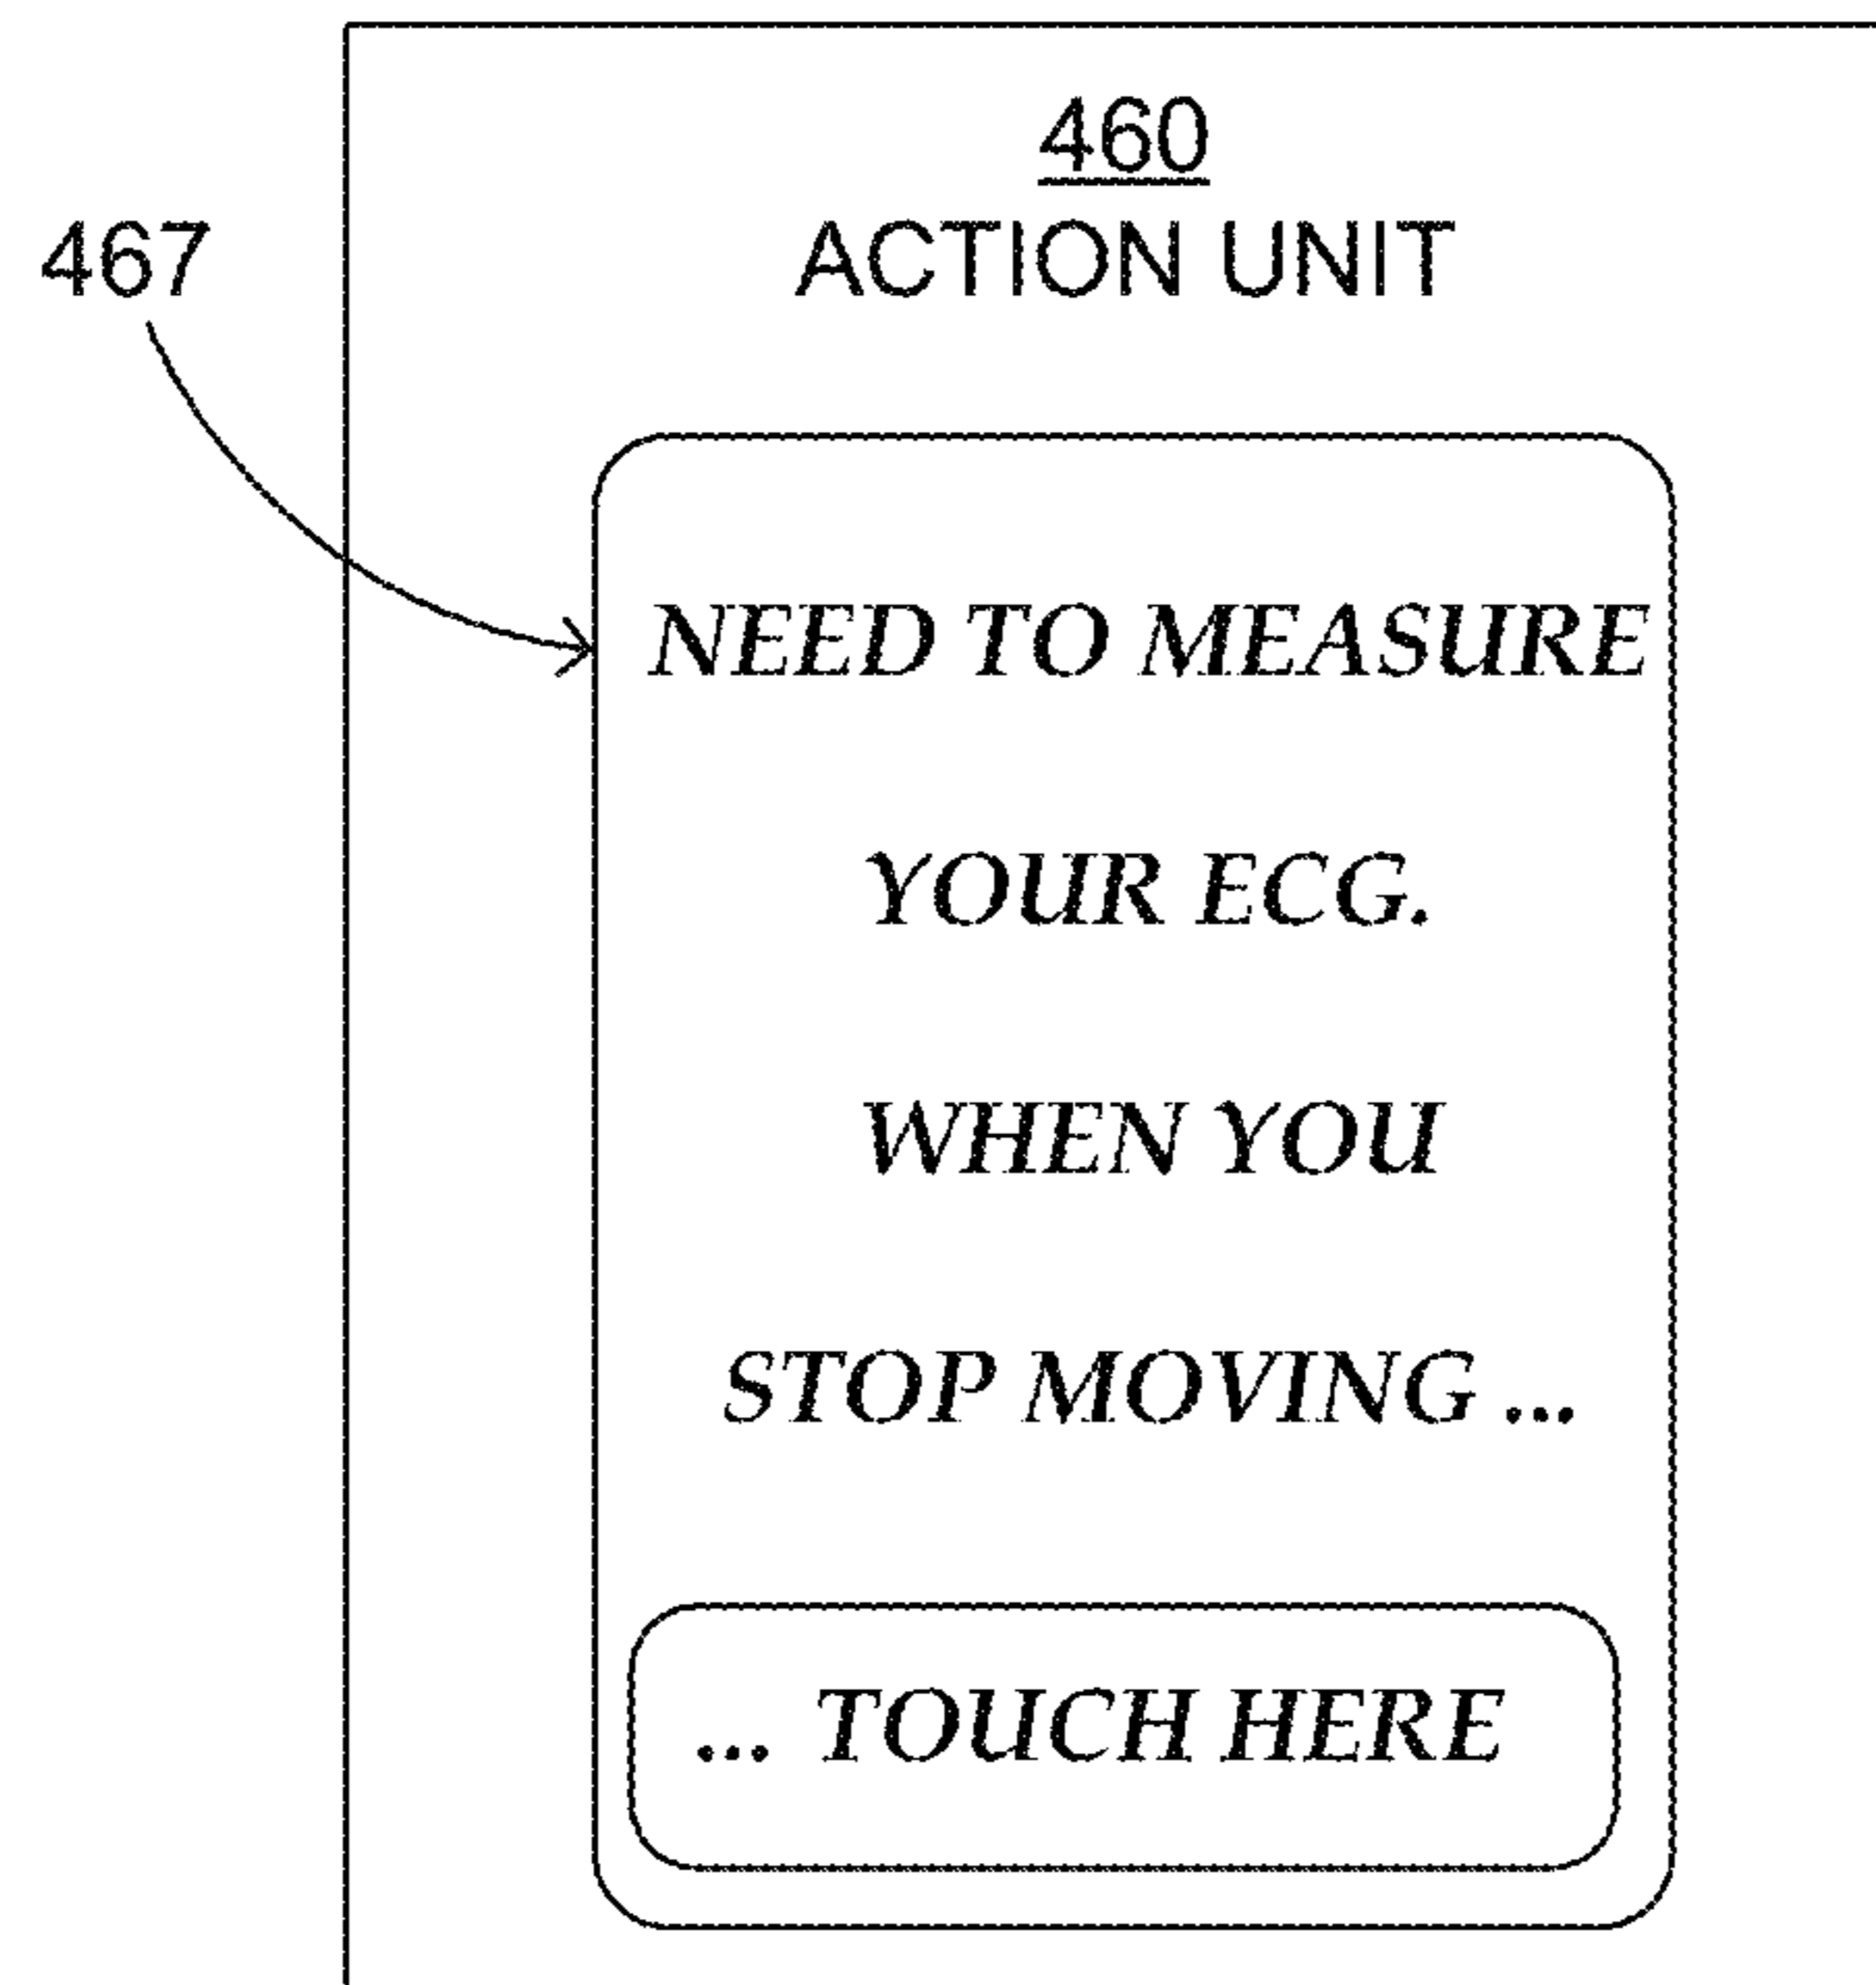 460
ACTION UNIT
467
NEED TO MEASURE
YOUR ECG.
WHEN YOU
STOP MOVING ...
... TOUCH HERE